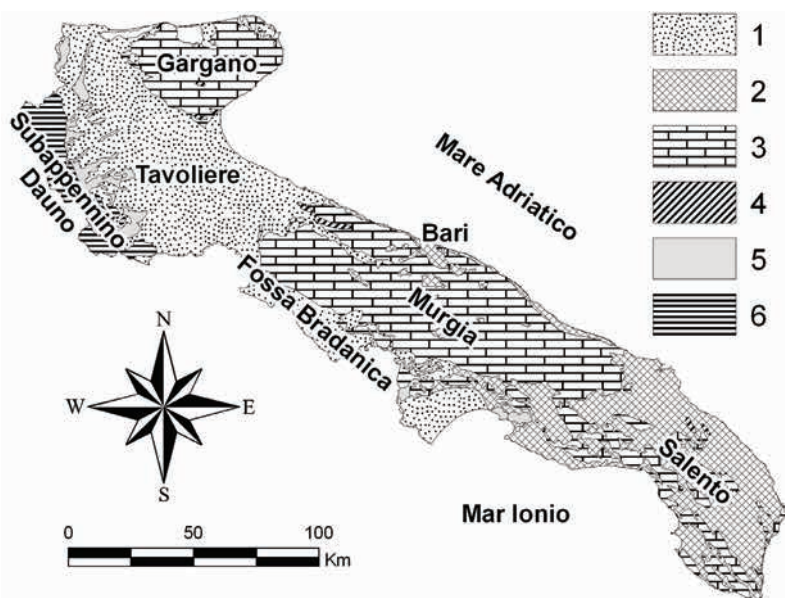 Gargano
1
2
3
4
5
6
Subappennino
Dauno
Tavoliere
Mare Adriatico
Bari
Fossa Bradanica
Murgia
Salento
Mar Ionio
N
W
E
S
0 50 100
Km